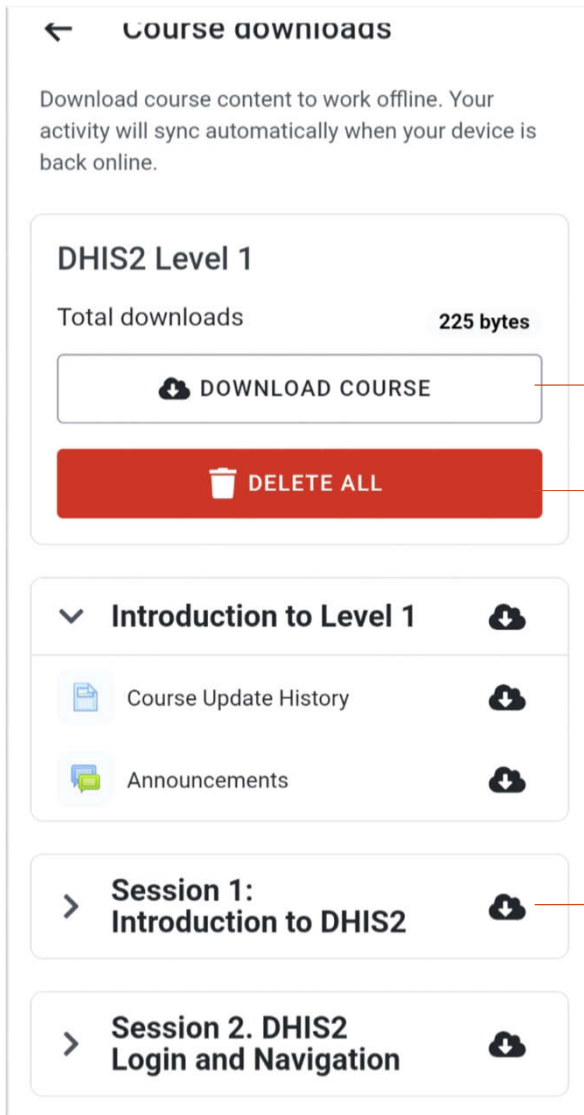 Course downloads
Download course content to work offline. Your
activity will sync automatically when your device is
back online.
DHIS2 Level 1
Total downloads
225 bytes
DOWNLOAD COURSE
DELETE ALL
Introduction to Level 1
Course Update History
Announcements
Session 1:
Introduction to DHIS2
Session 2. DHIS2
Login and Navigation